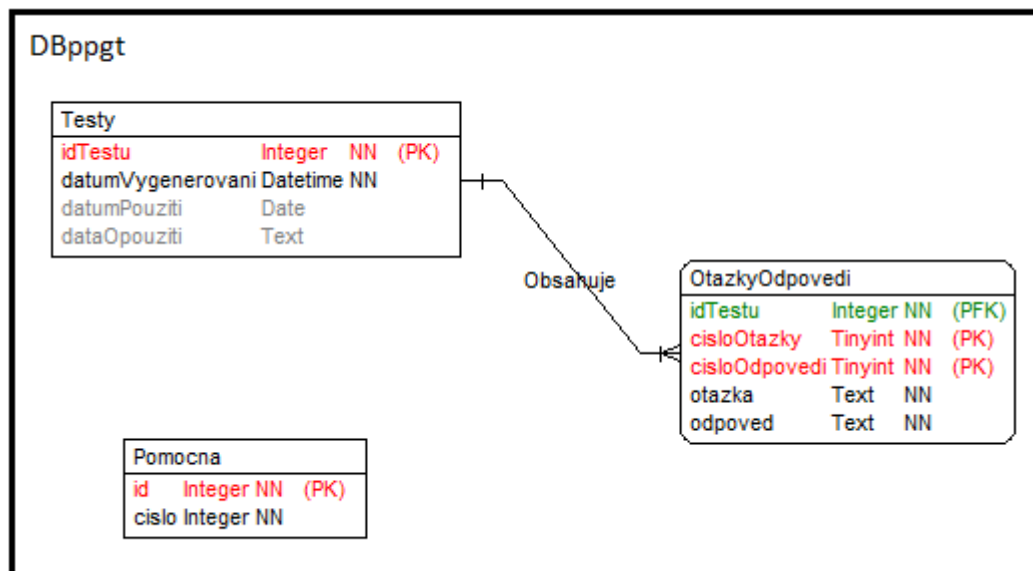 DBppgt
Testy
idTestu Integer NN (PK)
datumVygenerovani Datetime NN
datumPouziti Date
dataOpouziti Text
Obsahuje
OtazkyOdpovedi
idTestu Integer NN (PFK)
cisloOtazky Tinyint NN (PK)
cisloOdpovedi Tinyint NN (PK)
otazka Text NN
odpoved Text NN
Pomocna
id Integer NN (PK)
cislo Integer NN